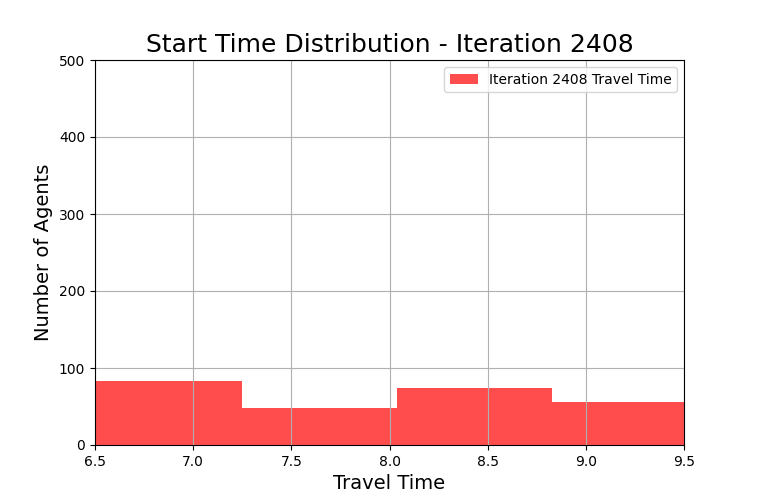 Start Time Distribution - Iteration 2408
Iteration 2408 Travel Time
Number of Agents
500
400
300
200
100
0
6.5 7.0 7.5 8.0 8.5 9.0 9.5
Travel Time